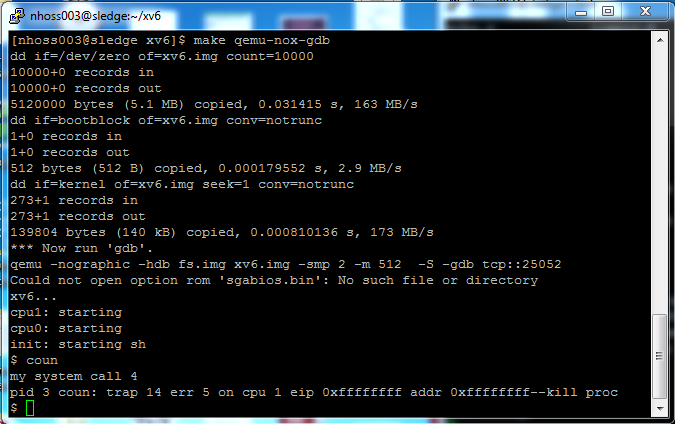 nhoss003@sledge:~/xv6
[nhoss003@sledge xv6]$ make qemu-nox-gdb
dd if=/dev/zero of=xv6.img count=10000
10000+0 records in
10000+0 records out
5120000 bytes (5.1 MB) copied, 0.031415 s, 163 MB/s
dd if=bootblock of=xv6.img conv=notrunc
1+0 records in
1+0 records out
512 bytes (512 B) copied, 0.000179552 s, 2.9 MB/s
dd if=kernel of=xv6.img seek=1 conv=notrunc
273+1 records in
273+1 records out
139804 bytes (140 kB) copied, 0.000810136 s, 173 MB/s
*** Now run 'gdb'.
qemu -nographic -hdb fs.img xv6.img -smp 2 -m 512  -S -gdb tcp::25052
Could not open option rom 'sgabios.bin': No such file or directory
xv6...
cpu1: starting
cpu0: starting
init: starting sh
$ coun
my system call 4
pid 3 coun: trap 14 err 5 on cpu 1 eip 0xffffffff addr 0xffffffff--kill proc
$